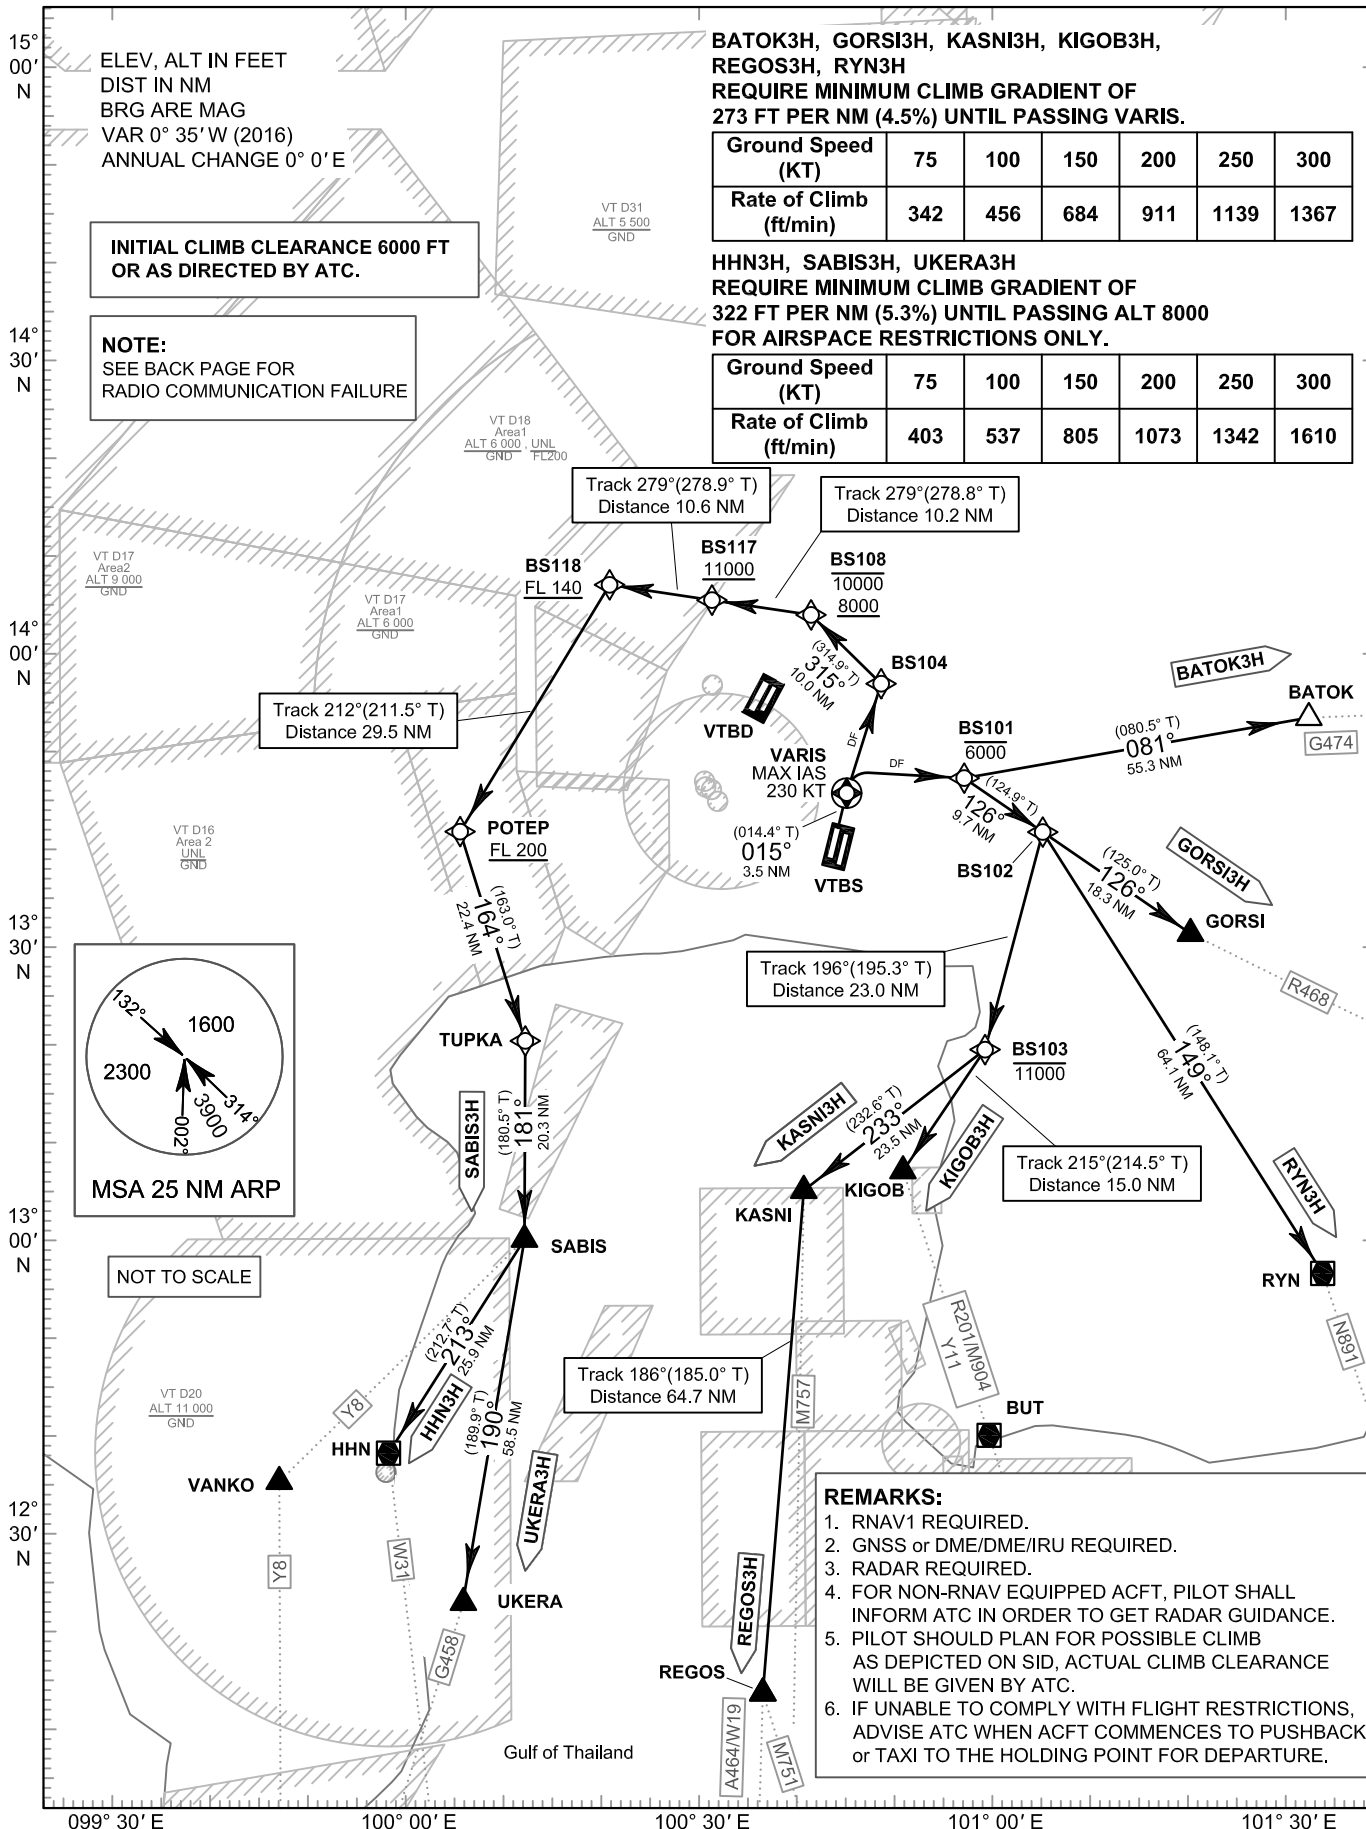 15°
00′
N
ELEV, ALT IN FEET
DIST IN NM
BRG ARE MAG
VAR 0° 35′ W (2016)
ANNUAL CHANGE 0° 0′ E
BATOK3H, GORSI3H, KASNI3H, KIGOB3H,
REGOS3H, RYN3H
REQUIRE MINIMUM CLIMB GRADIENT OF
273 FT PER NM (4.5%) UNTIL PASSING VARIS.
Ground Speed (KT) 75 100 150 200 250 300
Rate of Climb (ft/min) 342 456 684 911 1139 1367
VT D31
ALT 5 500
GND
INITIAL CLIMB CLEARANCE 6000 FT
OR AS DIRECTED BY ATC.
HHN3H, SABIS3H, UKERA3H
REQUIRE MINIMUM CLIMB GRADIENT OF
322 FT PER NM (5.3%) UNTIL PASSING ALT 8000
FOR AIRSPACE RESTRICTIONS ONLY.
Ground Speed (KT) 75 100 150 200 250 300
Rate of Climb (ft/min) 403 537 805 1073 1342 1610
14°
30′
N
NOTE:
SEE BACK PAGE FOR
RADIO COMMUNICATION FAILURE
VT D18
Area1
ALT 6 000 , UNL
GND FL200
Track 279°(278.9° T)
Distance 10.6 NM
Track 279°(278.8° T)
Distance 10.2 NM
VT D17
Area2
ALT 9 000
GND
VT D17
Area1
ALT 6 000
GND
BS118
FL 140
BS117
11000
BS108
10000
8000
14°
00′
N
(314.9° T)
315°
10.0 NM
BS104
BATOK3H
BATOK
G474
Track 212°(211.5° T)
Distance 29.5 NM
VTBD
VARIS
MAX IAS
230 KT
DF
DF
BS101
6000
(080.5° T)
081°
55.3 NM
VT D16
Area 2
UNL
GND
POTEP
FL 200
(014.4° T)
015°
3.5 NM
VTBS
(124.9° T)
126°
9.7 NM
BS102
(125.0° T)
126°
18.3 NM
GORSI3H
GORSI
R468
13°
30′
N
(163.0° T)
164°
22.4 NM
Track 196°(195.3° T)
Distance 23.0 NM
132°
1600
2300
3900
002°
314°
MSA 25 NM ARP
TUPKA
BS103
11000
(148.1° T)
149°
64.1 NM
SABIS3H
(180.5° T)
181°
20.3 NM
KASNI3H
(232.6° T)
233°
23.5 NM
KIGOB3H
Track 215°(214.5° T)
Distance 15.0 NM
RYN3H
13°
00′
N
KASNI
KIGOB
SABIS
RYN
NOT TO SCALE
(212.7° T)
213°
25.9 NM
HHN3H
(189.9° T)
190°
58.5 NM
Y8
R201/M904
Y11
N891
Track 186°(185.0° T)
Distance 64.7 NM
M757
VT D20
ALT 11 000
GND
HHN
VANKO
BUT
12°
30′
N
UKERA3H
Y8
W31
UKERA
G458
REGOS3H
REGOS
A464/W19
M751
Gulf of Thailand
REMARKS:
1. RNAV1 REQUIRED.
2. GNSS or DME/DME/IRU REQUIRED.
3. RADAR REQUIRED.
4. FOR NON-RNAV EQUIPPED ACFT, PILOT SHALL
INFORM ATC IN ORDER TO GET RADAR GUIDANCE.
5. PILOT SHOULD PLAN FOR POSSIBLE CLIMB
AS DEPICTED ON SID, ACTUAL CLIMB CLEARANCE
WILL BE GIVEN BY ATC.
6. IF UNABLE TO COMPLY WITH FLIGHT RESTRICTIONS,
ADVISE ATC WHEN ACFT COMMENCES TO PUSHBACK
or TAXI TO THE HOLDING POINT FOR DEPARTURE.
099° 30′ E
100° 00′ E
100° 30′ E
101° 00′ E
101° 30′ E